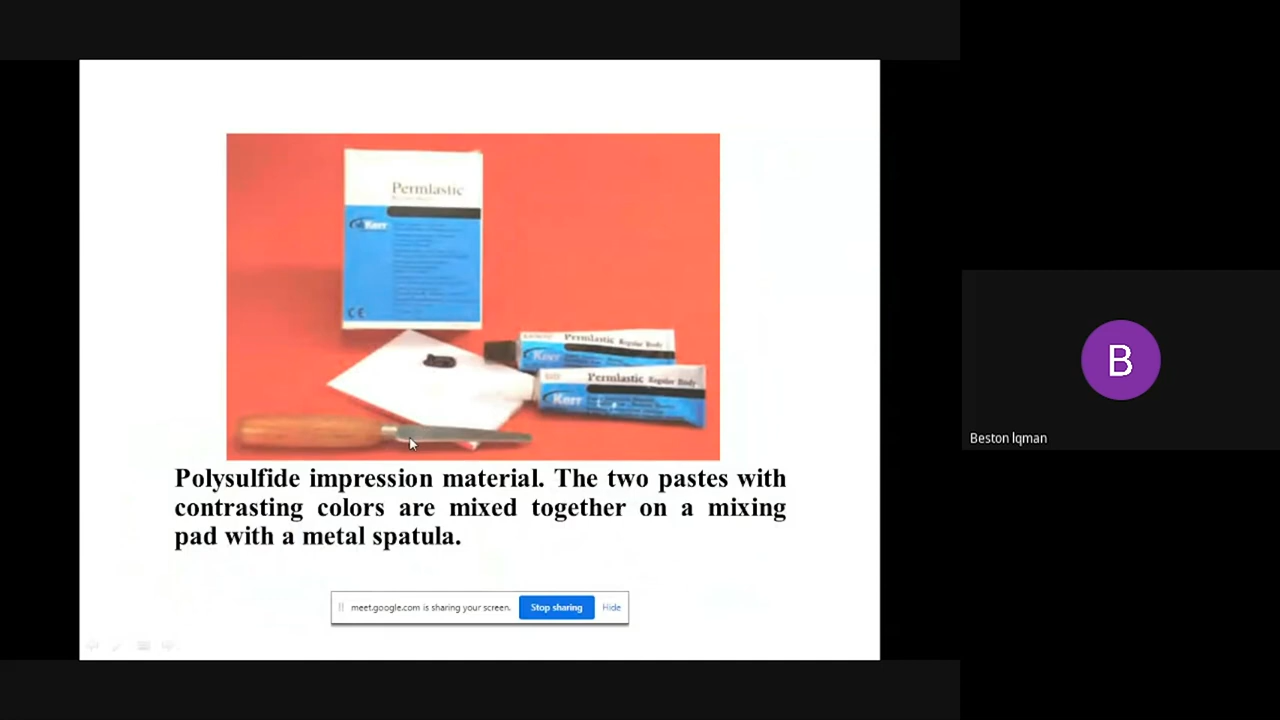 Permlastic
Kerr
CE
Permlastic Regular Body
Kerr
Permlastic Regular Body
Kerr
Polysulfide impression material. The two pastes with
contrasting colors are mixed together on a mixing
pad with a metal spatula.
meet.google.com is sharing your screen.
Stop sharing
Hide
B
Beston lqman